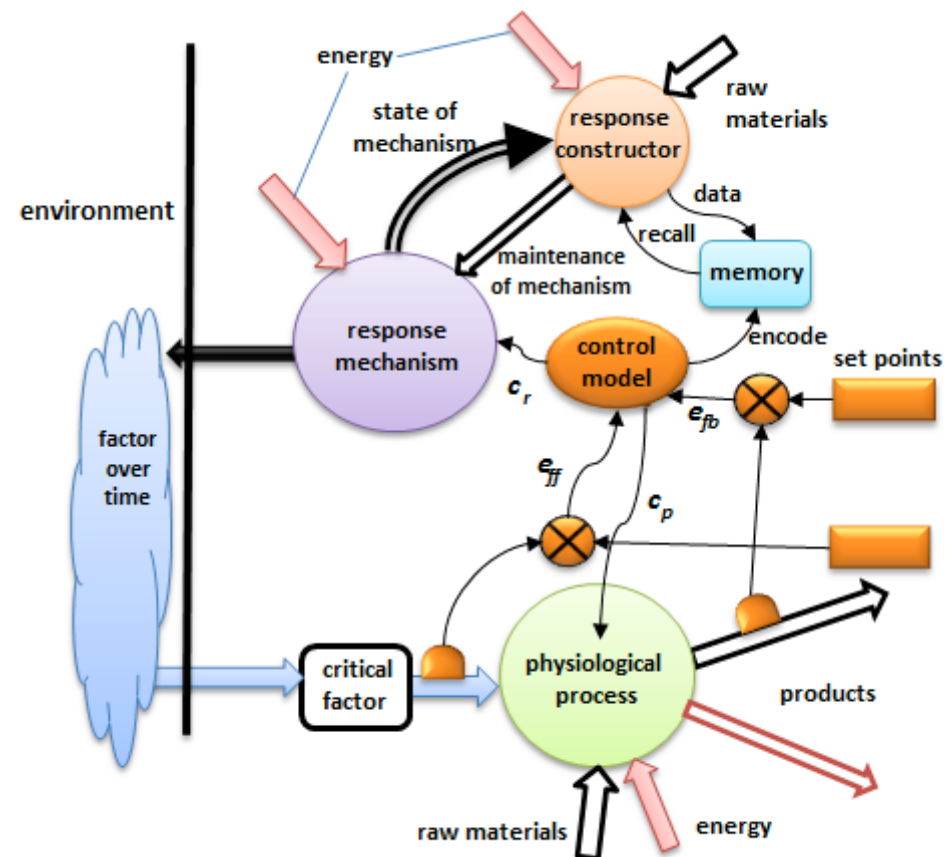 energy
raw
materials
response
constructor
state of
mechanism
environment
data
recall
memory
maintenance
of mechanism
response
mechanism
control
model
encode
set points
c r
e fb
factor
over
time
e ff
c p
critical
factor
physiological
process
products
raw materials
energy